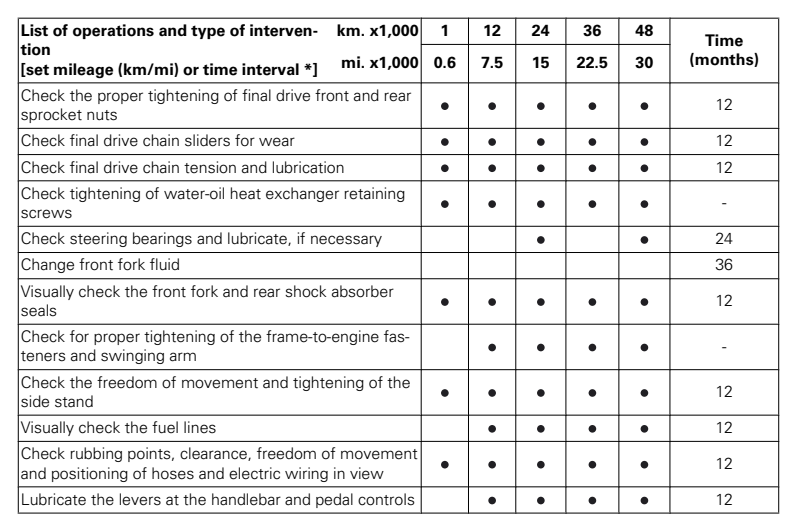 List of operations and type of interven- km. x1,000 1 12 24 36 48 Time
tion
[set mileage (km/mi) or time interval *] mi. x1,000 0.6 7.5 15 22.5 30 (months)
Check the proper tightening of final drive front and rear
sprocket nuts ● ● ● ● ● 12
Check final drive chain sliders for wear ● ● ● ● ● 12
Check final drive chain tension and lubrication ● ● ● ● ● 12
Check tightening of water-oil heat exchanger retaining
screws ● ● ● ● ● -
Check steering bearings and lubricate, if necessary ● ● 24
Change front fork fluid 36
Visually check the front fork and rear shock absorber
seals ● ● ● ● ● 12
Check for proper tightening of the frame-to-engine fas-
teners and swinging arm ● ● ● ● -
Check the freedom of movement and tightening of the
side stand ● ● ● ● ● 12
Visually check the fuel lines ● ● ● ● 12
Check rubbing points, clearance, freedom of movement
and positioning of hoses and electric wiring in view ● ● ● ● ● 12
Lubricate the levers at the handlebar and pedal controls ● ● ● ● 12